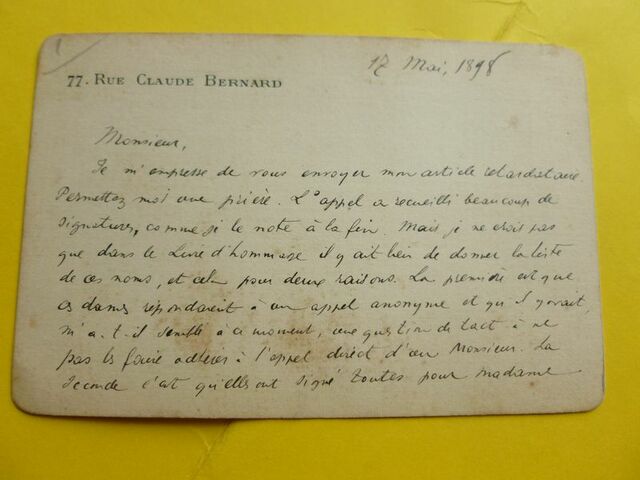 77. RUE CLAUDE BERNARD
17 Mai, 1898
Monsieur,
Je m'empresse de vous envoyer mon article retardataire.
Permettez moi une prière. L'appel a recueilli beaucoup de
signatures, comme je le note à la fin. Mais je ne crois pas
que dans le Livre d'hommage il y ait lieu de donner la liste
de ces noms, et cela pour deux raisons. La première est que
ces dames répondaient à un appel anonyme et qu'il y avait,
m'a-t-il semblé à ce moment, une question de tact à ne
pas les faire adhérer à l'appel direct d'un Monsieur. La
seconde c'est qu'elles ont signé toutes pour Madame